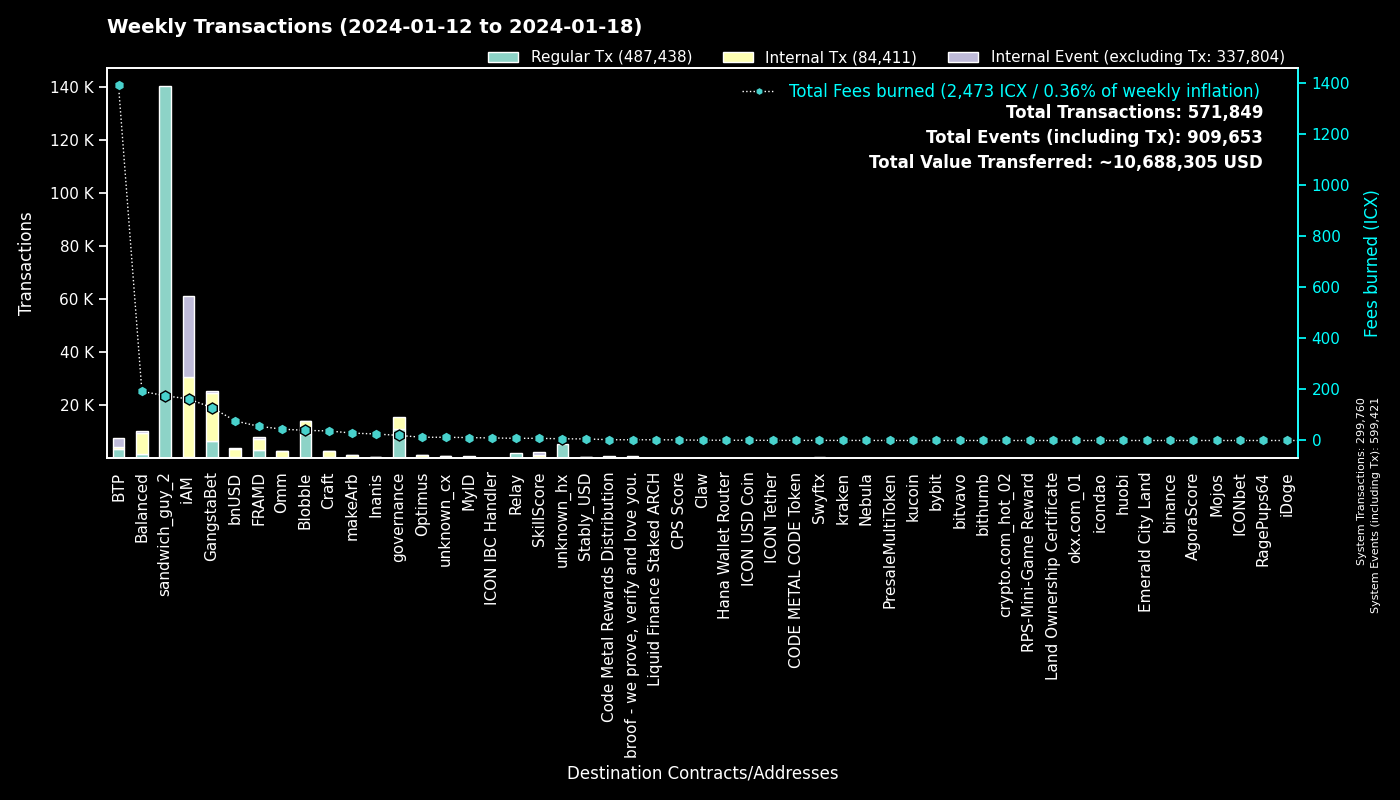 Weekly Transactions (2024-01-12 to 2024-01-18)
Regular Tx (487,438)
Internal Tx (84,411)
Internal Event (excluding Tx: 337,804)
Total Fees burned (2,473 ICX / 0.36% of weekly inflation)
Total Transactions: 571,849
Total Events (including Tx): 909,653
Total Value Transferred: ~10,688,305 USD
Transactions
140 K
120 K
100 K
80 K
60 K
40 K
20 K
1400
1200
1000
800
600
400
200
0
Fees burned (ICX)
System Transactions: 299,760
System Events (including Tx): 599,421
BTP
Balanced
sandwich_guy_2
iAM
GangstaBet
bnUSD
FRAMD
Omm
Blobble
Craft
makeArb
Inanis
governance
Optimus
unknown_cx
MyID
ICON IBC Handler
Relay
SkillScore
unknown_hx
Stably_USD
Code Metal Rewards Distribution
broof - we prove, verify and love you.
Liquid Finance Staked ARCH
CPS Score
Claw
Hana Wallet Router
ICON USD Coin
ICON Tether
CODE METAL CODE Token
Swyftx
kraken
Nebula
PresaleMultiToken
kucoin
bybit
bitvavo
bithumb
crypto.com_hot_02
RPS-Mini-Game Reward
Land Ownership Certificate
okx.com_01
icondao
huobi
Emerald City Land
binance
AgoraScore
Mojos
ICONbet
RagePups64
iDoge
Destination Contracts/Addresses